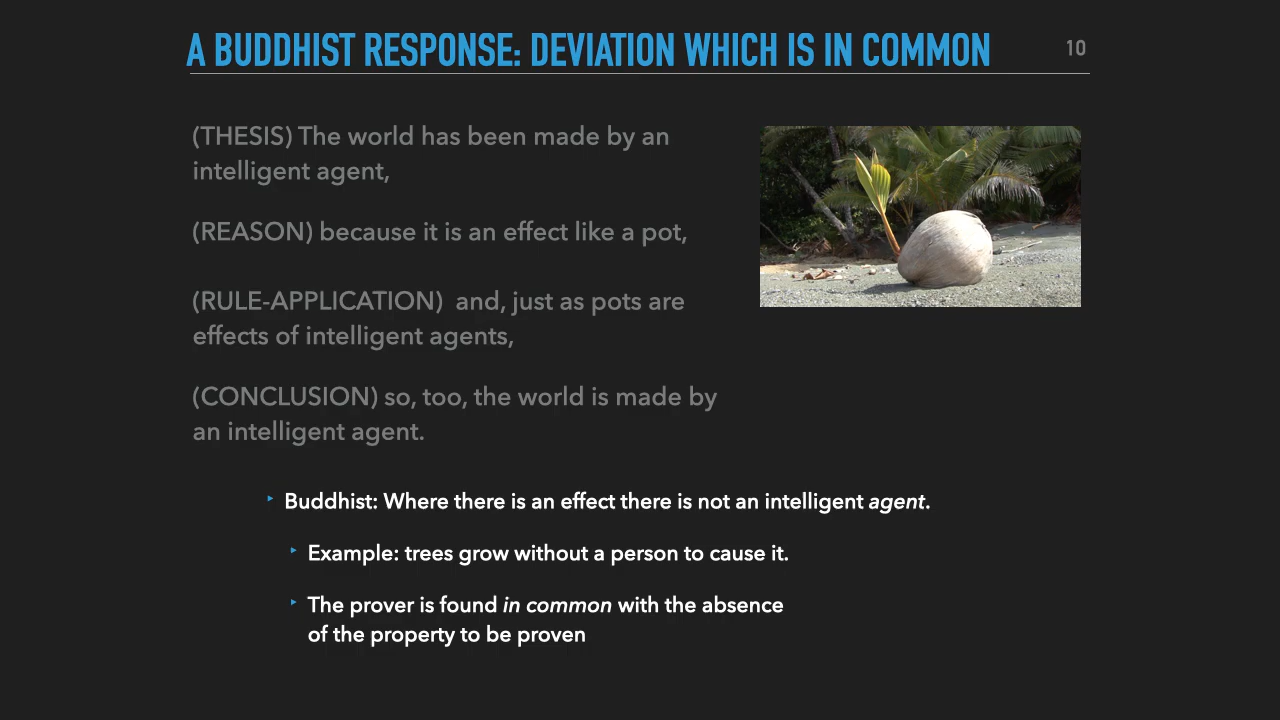 A BUDDHIST RESPONSE: DEVIATION WHICH IS IN COMMON
10
(THESIS) The world has been made by an
intelligent agent,
(REASON) because it is an effect like a pot,
(RULE-APPLICATION) and, just as pots are
effects of intelligent agents,
(CONCLUSION) so, too, the world is made by
an intelligent agent.
‣ Buddhist: Where there is an effect there is not an intelligent agent.
‣ Example: trees grow without a person to cause it.
‣ The prover is found in common with the absence
of the property to be proven